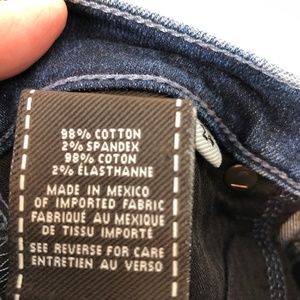 98% COTTON
2% SPANDEX
98% COTON
2% ÉLASTHANNE
MADE IN MEXICO
OF IMPORTED FABRIC
FABRIQUÉ AU MEXIQUE
DE TISSU IMPORTÉ
SEE REVERSE FOR CARE
ENTRETIEN AU VERSO